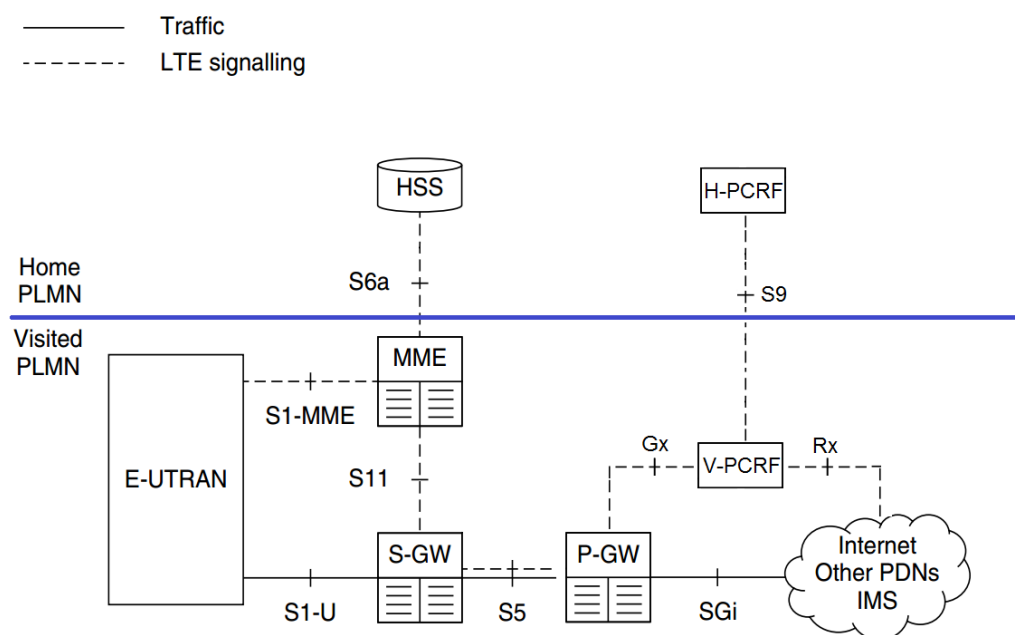 Traffic
LTE signalling
HSS
H-PCRF
Home
PLMN
S6a
S9
Visited
PLMN
MME
S1-MME
Gx
V-PCRF
Rx
E-UTRAN
S11
S-GW
P-GW
Internet
Other PDNs
IMS
S1-U
S5
SGi